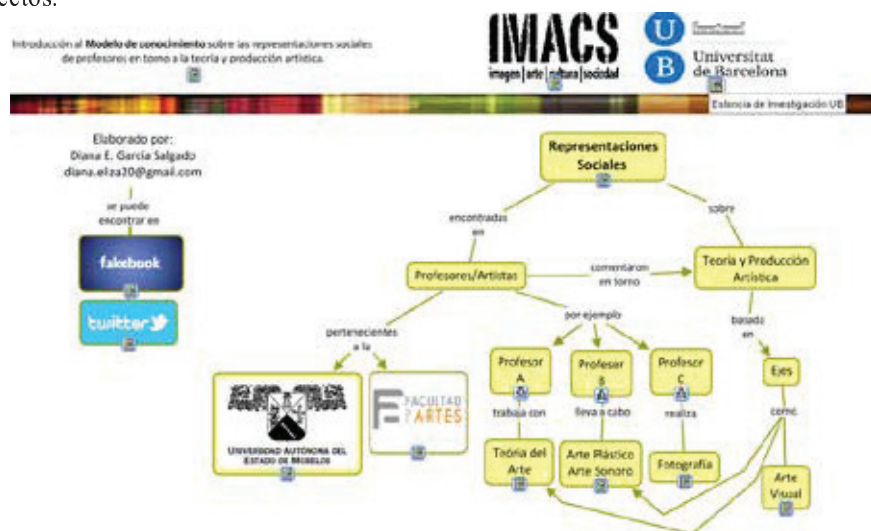 ectos.
Introducción al Modelo de conocimiento sobre las representaciones sociales
de profesores en torno a la teoría y producción artística.
IMACS
imagen|arte|cultura|sociedad
U
B
Universitat
de Barcelona
Estancia de Investigación UB
Elaborado por:
Diana E. García Salgado
diana.eliza20@gmail.com
se puede
encontrar en
fakebook
twitter
Representaciones
Sociales
encontradas
en
sobre
Profesores/Artistas
comentaron
en torno
Teoría y Producción
Artística
pertenecientes
a la
por ejemplo
basada
en
UNIVERSIDAD AUTÓNOMA DEL
ESTADO DE MORELOS
FACULTAD
ARTES
Profesor
A
Profesor
B
Profesor
C
Ejes
trabaja con
lleva a cabo
realiza
como
Teoría del
Arte
Arte Plástico
Arte Sonoro
Fotografía
Arte
Visual